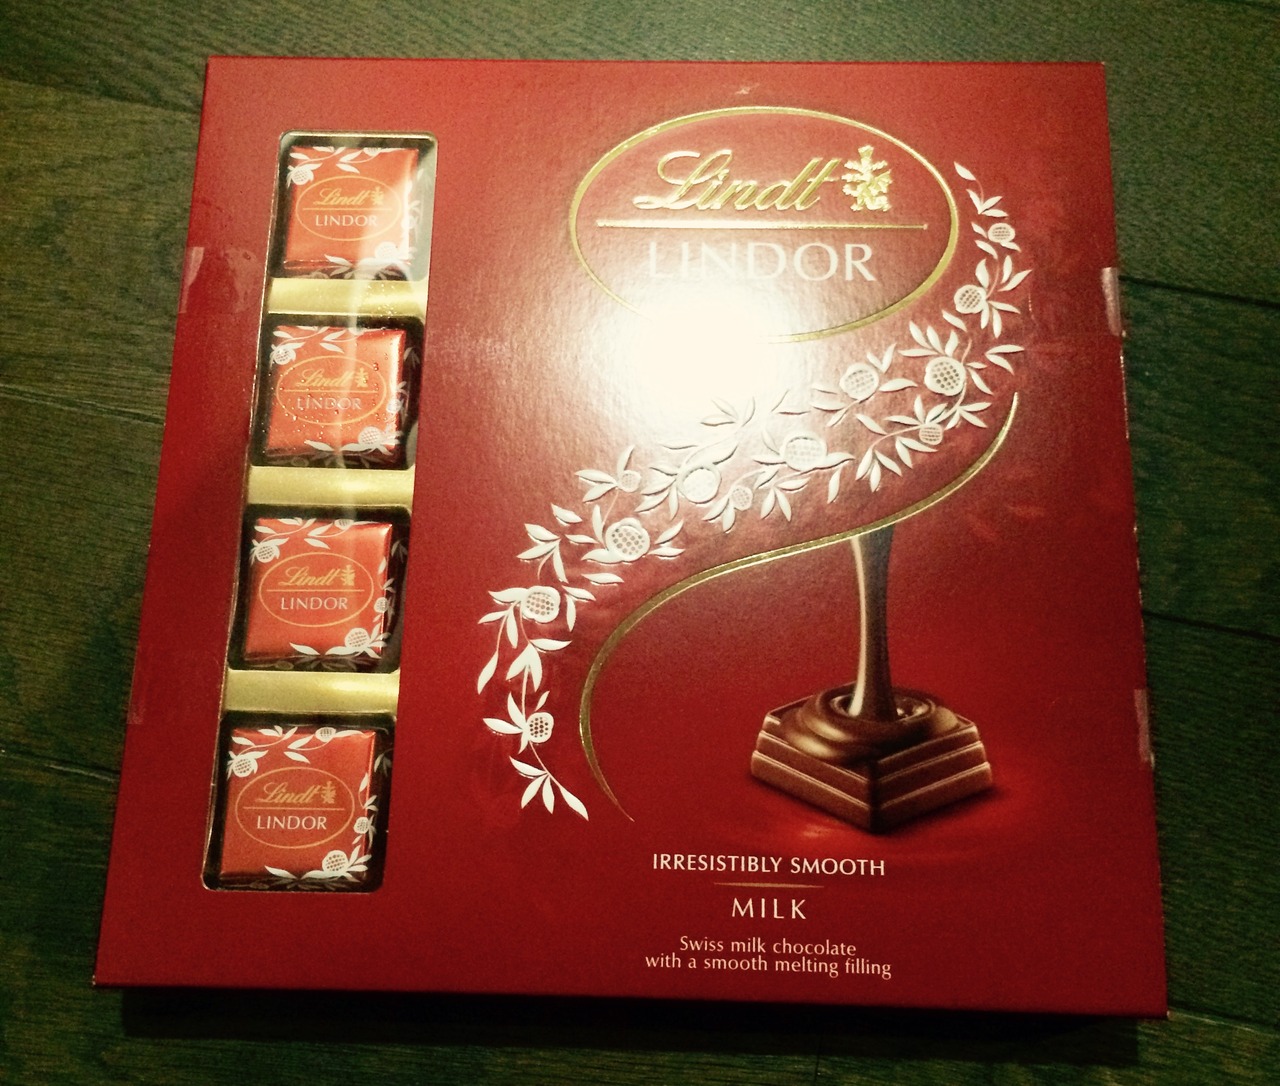 Lindt
LINDOR
Lindt
LINDOR
Lindt
LINDOR
Lindt
LINDOR
Lindt
LINDOR
IRRESISTIBLY SMOOTH
MILK
Swiss milk chocolate
with a smooth melting filling